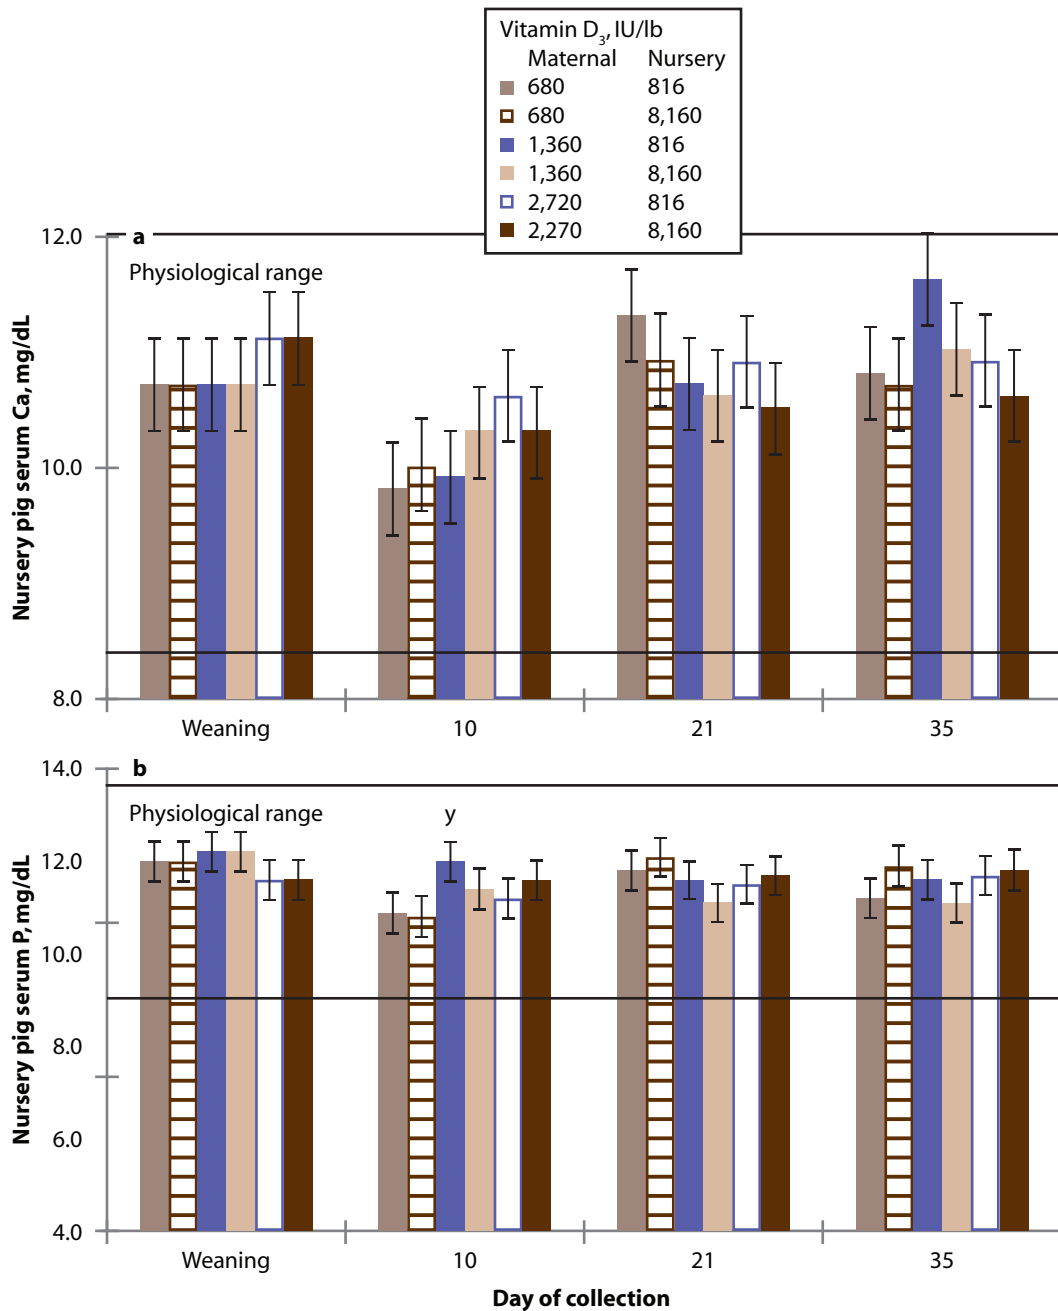 Vitamin D3, IU/lb
Maternal Nursery
680 816
680 8,160
1,360 816
1,360 8,160
2,720 816
2,270 8,160
a
Physiological range
Nursery pig serum Ca, mg/dL
12.0
10.0
8.0
Weaning 10 21 35
b
Physiological range
y
Nursery pig serum P, mg/dL
14.0
12.0
10.0
8.0
6.0
4.0
Weaning 10 21 35
Day of collection